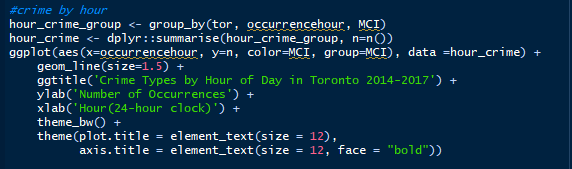 #crime by hour
hour_crime_group <- group_by(tor, occurrencehour, MCI)
hour_crime <- dplyr::summarise(hour_crime_group, n=n())
ggplot(aes(x=occurrencehour, y=n, color=MCI, group=MCI), data =hour_crime) +
    geom_line(size=1.5) +
    ggtitle('Crime Types by Hour of Day in Toronto 2014-2017') +
    ylab('Number of Occurrences') +
    xlab('Hour(24-hour clock)') +
    theme_bw() +
    theme(plot.title = element_text(size = 12),
          axis.title = element_text(size = 12, face = "bold"))